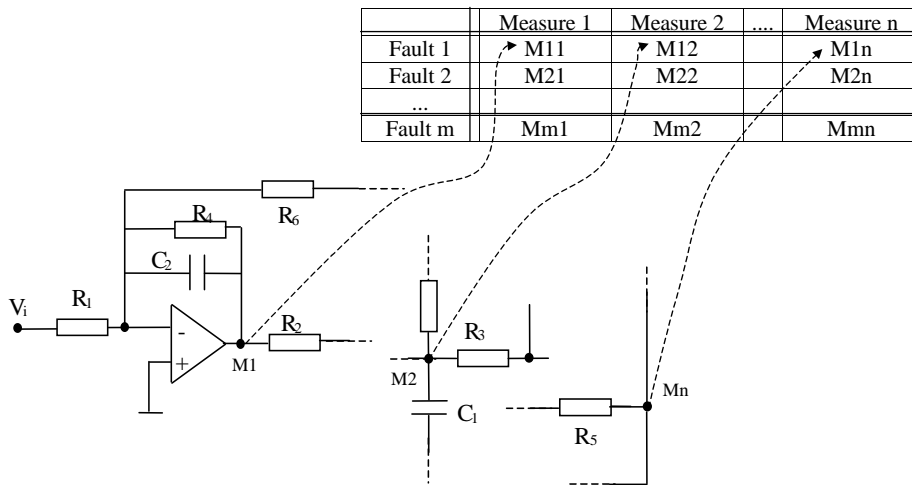 Measure 1 Measure 2 .... Measure n
Fault 1 M11 M12 M1n
Fault 2 M21 M22 M2n
...
Fault m Mm1 Mm2 Mmn
R6
R4
C2
Vi
R1
-
+
M1
R2
R3
M2
C1
Mn
R5